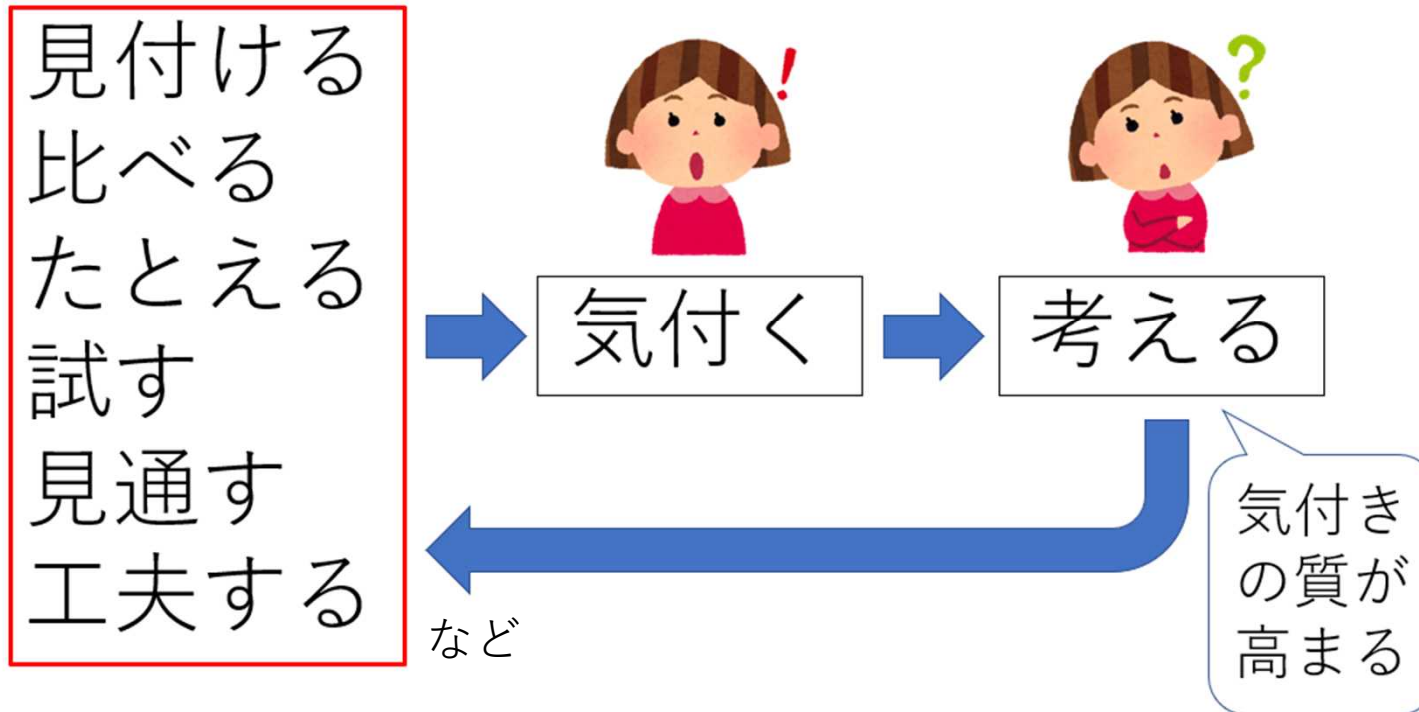 見付ける
比べる
たとえる
試す
見通す
工夫する
など
！
気付く
？
考える
気付き
の質が
高まる